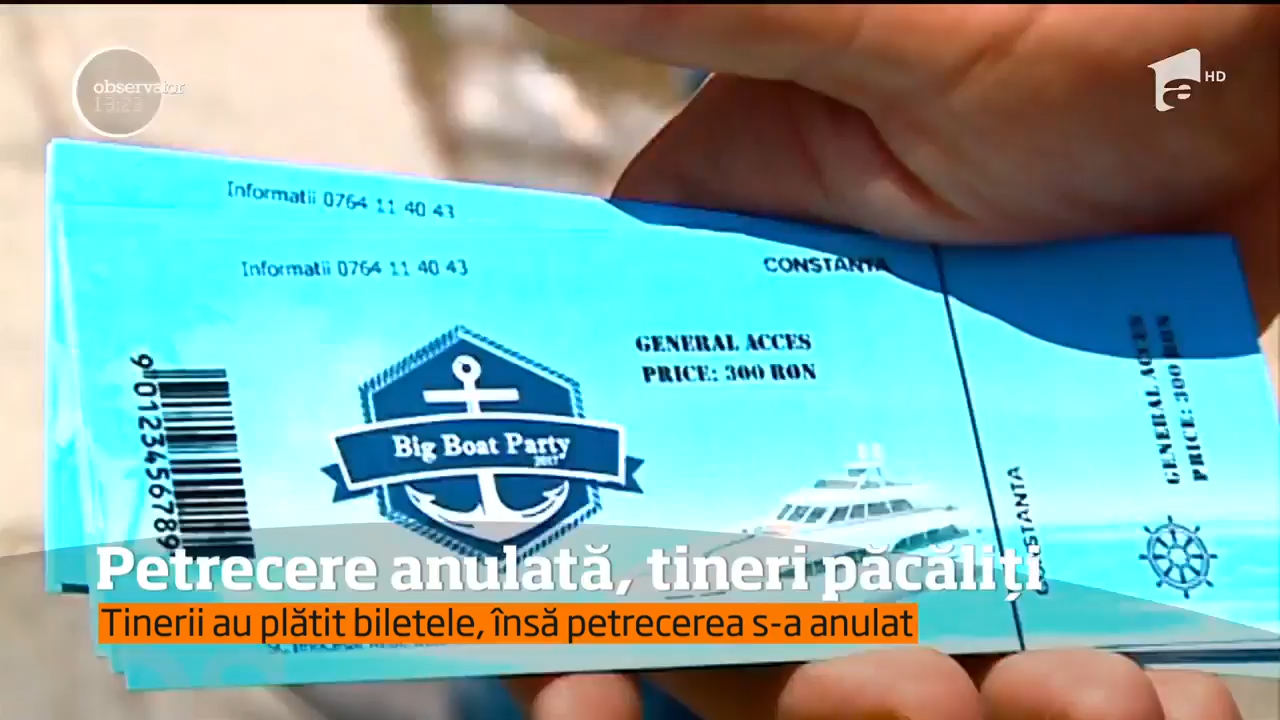 observator
HD
Informatii 0764 11 40 43
Informatii 0764 11 40 43
CONSTANTA
GENERAL ACCES
PRICE: 300 RON
9 0123456789
Big Boat Party
2017
GENERAL ACCES
PRICE: 300 RON
CONSTANTA
Petrecere anulată, tineri păcăliți
Tinerii au plătit biletele, însă petrecerea s-a anulat